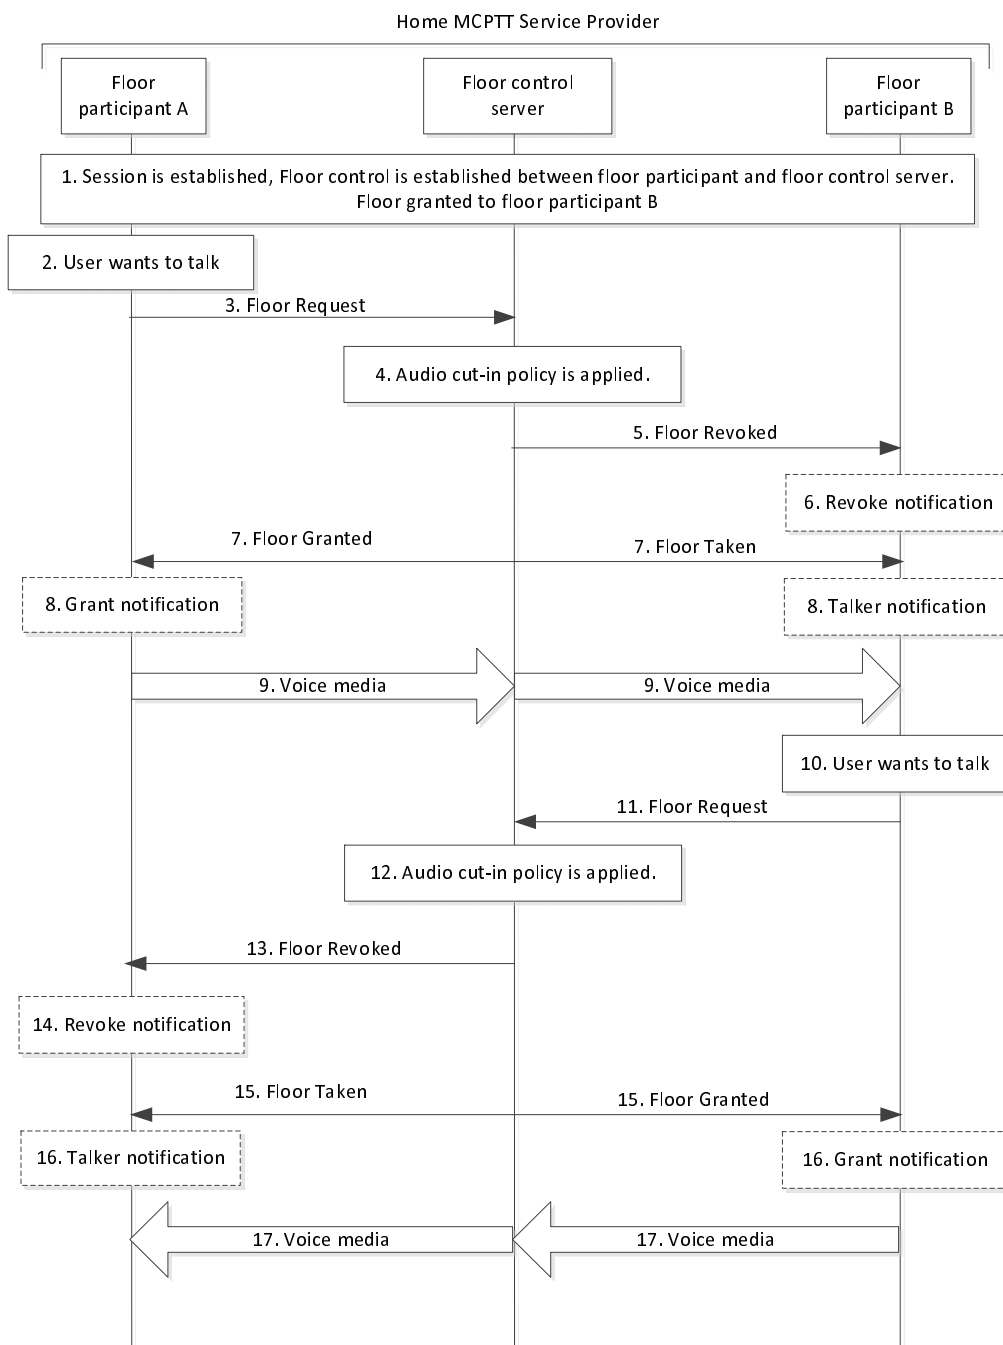 Home MCPTT Service Provider
Floor
participant A
Floor control
server
Floor
participant B
1. Session is established, Floor control is established between floor participant and floor control server.
Floor granted to floor participant B
2. User wants to talk
3. Floor Request
4. Audio cut-in policy is applied.
5. Floor Revoked
6. Revoke notification
7. Floor Granted
7. Floor Taken
8. Grant notification
8. Talker notification
9. Voice media
9. Voice media
10. User wants to talk
11. Floor Request
12. Audio cut-in policy is applied.
13. Floor Revoked
14. Revoke notification
15. Floor Taken
15. Floor Granted
16. Talker notification
16. Grant notification
17. Voice media
17. Voice media